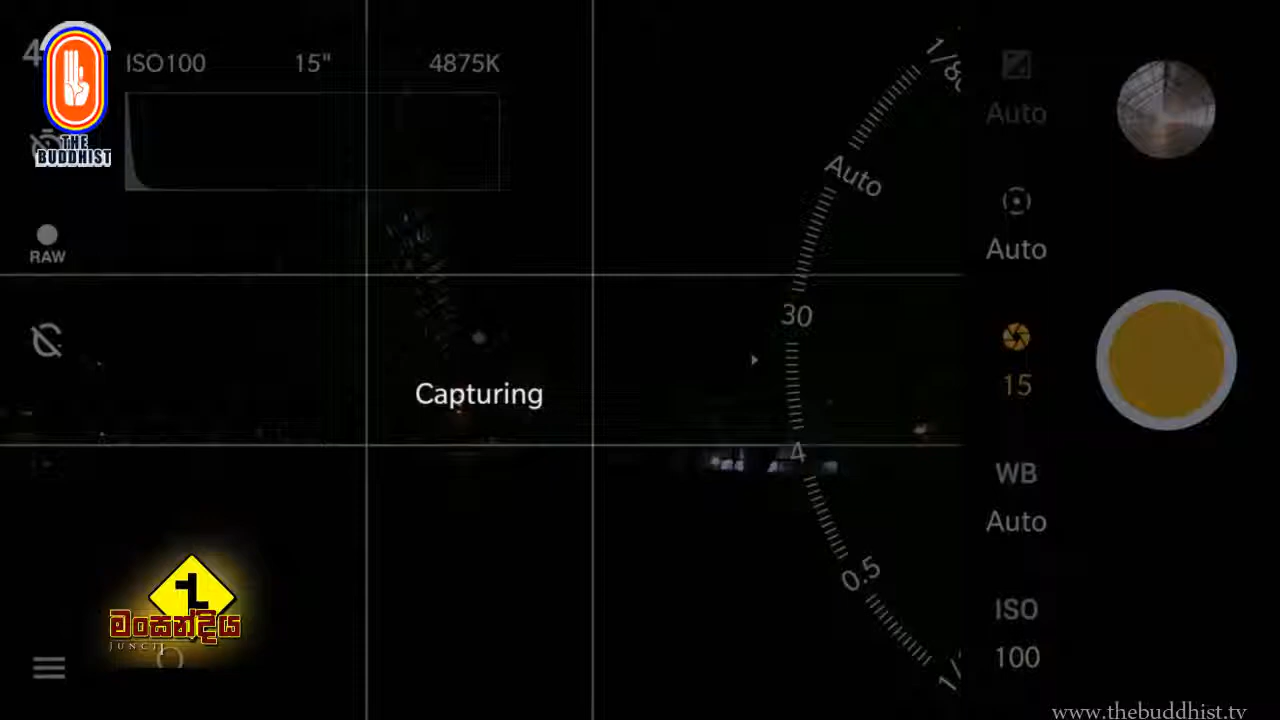 THE
BUDDHIST
ISO100 15" 4875K
RAW
Auto
Auto
Auto
30
4
0.5
Capturing
15
WB
Auto
ISO
100
මංසන්දිය
www.thebuddhist.tv